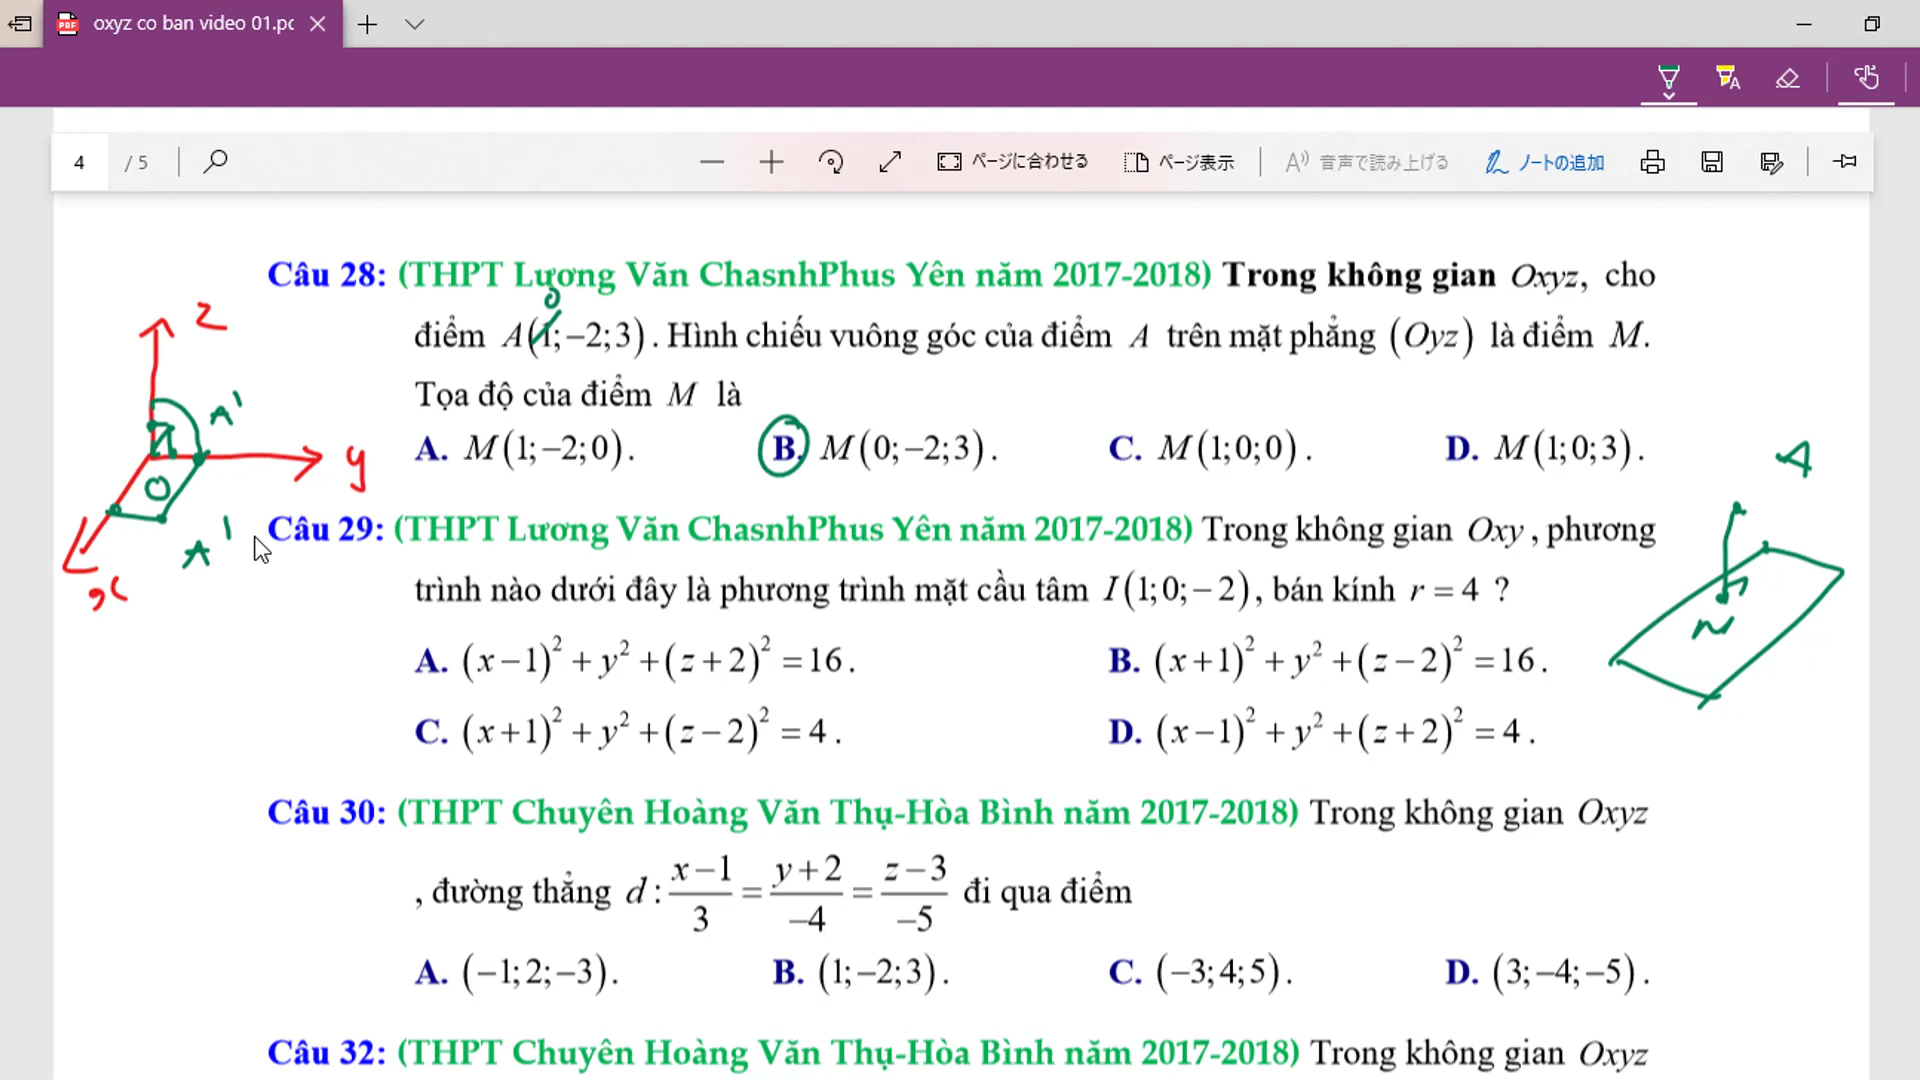 oxyz co ban video 01.pc
4 / 5 ページに合わせる ページ表示 音声で読み上げる ノートの追加
Câu 28: (THPT Lương Văn ChasnhPhus Yên năm 2017-2018) Trong không gian Oxyz, cho
0
điểm A(1;−2;3). Hình chiếu vuông góc của điểm A trên mặt phẳng (Oyz) là điểm M.
Tọa độ của điểm M là
A. M(1;−2;0). B. M(0;−2;3). C. M(1;0;0). D. M(1;0;3).
z
A'
y
O
A'
x
A
N
Câu 29: (THPT Lương Văn ChasnhPhus Yên năm 2017-2018) Trong không gian Oxy, phương
trình nào dưới đây là phương trình mặt cầu tâm I(1;0;−2), bán kính r = 4 ?
A. (x−1)² + y² + (z+2)² = 16. B. (x+1)² + y² + (z−2)² = 16.
C. (x+1)² + y² + (z−2)² = 4. D. (x−1)² + y² + (z+2)² = 4.
Câu 30: (THPT Chuyên Hoàng Văn Thụ-Hòa Bình năm 2017-2018) Trong không gian Oxyz
, đường thẳng d: (x−1)/3 = (y+2)/−4 = (z−3)/−5 đi qua điểm
A. (−1;2;−3). B. (1;−2;3). C. (−3;4;5). D. (3;−4;−5).
Câu 32: (THPT Chuyên Hoàng Văn Thụ-Hòa Bình năm 2017-2018) Trong không gian Oxyz